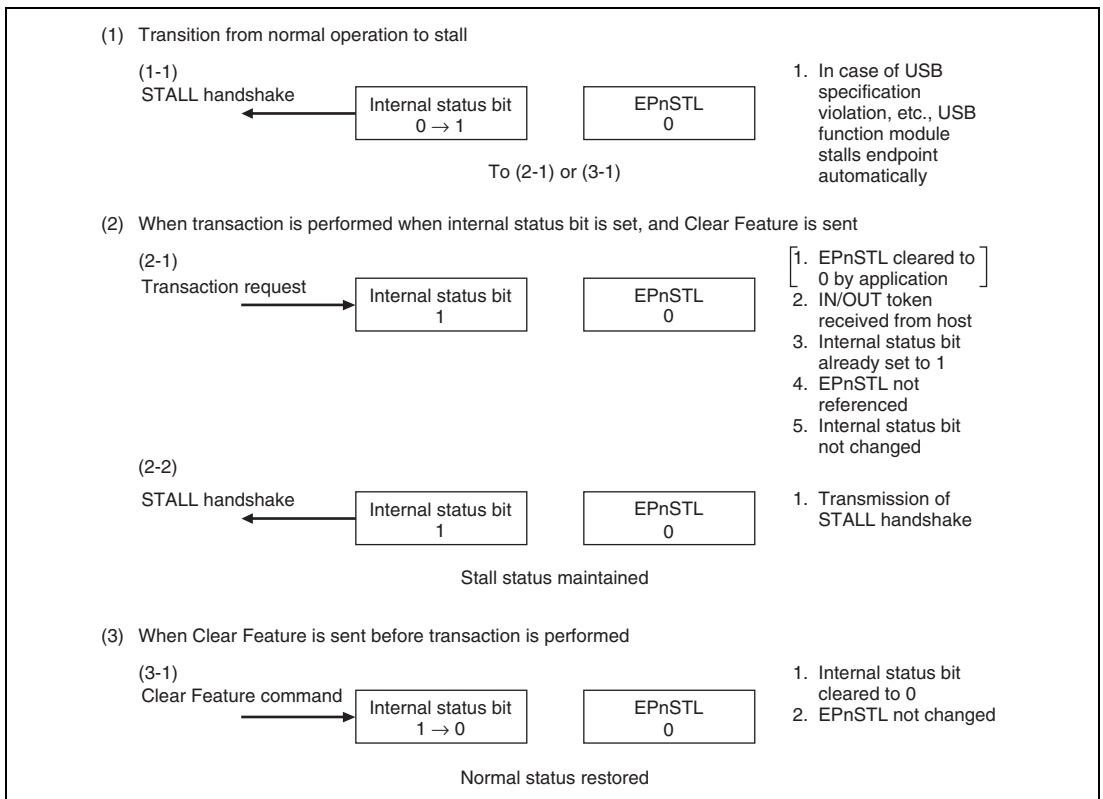 (1) Transition from normal operation to stall
(1-1)
STALL handshake
Internal status bit
0 → 1
EPnSTL
0
1. In case of USB
specification
violation, etc., USB
function module
stalls endpoint
automatically
To (2-1) or (3-1)
(2) When transaction is performed when internal status bit is set, and Clear Feature is sent
(2-1)
Transaction request
Internal status bit
1
EPnSTL
0
1. EPnSTL cleared to
0 by application
2. IN/OUT token
received from host
3. Internal status bit
already set to 1
4. EPnSTL not
referenced
5. Internal status bit
not changed
(2-2)
STALL handshake
Internal status bit
1
EPnSTL
0
1. Transmission of
STALL handshake
Stall status maintained
(3) When Clear Feature is sent before transaction is performed
(3-1)
Clear Feature command
Internal status bit
1 → 0
EPnSTL
0
1. Internal status bit
cleared to 0
2. EPnSTL not changed
Normal status restored